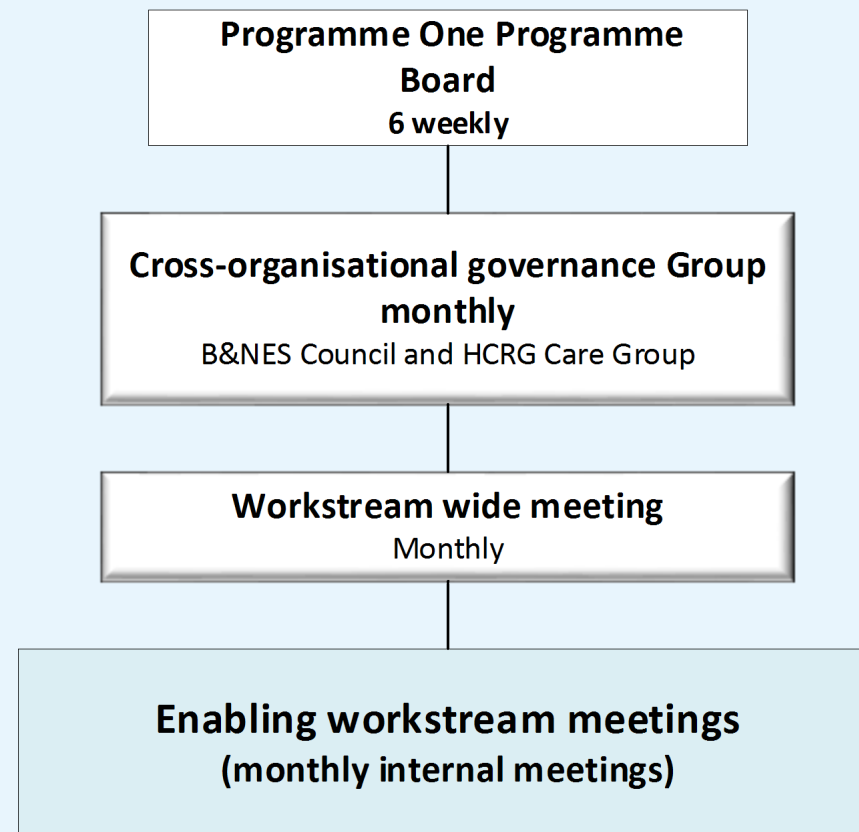 Programme One Programme
Board
6 weekly
Cross-organisational governance Group
monthly
B&NES Council and HCRG Care Group
Workstream wide meeting
Monthly
Enabling workstream meetings
(monthly internal meetings)